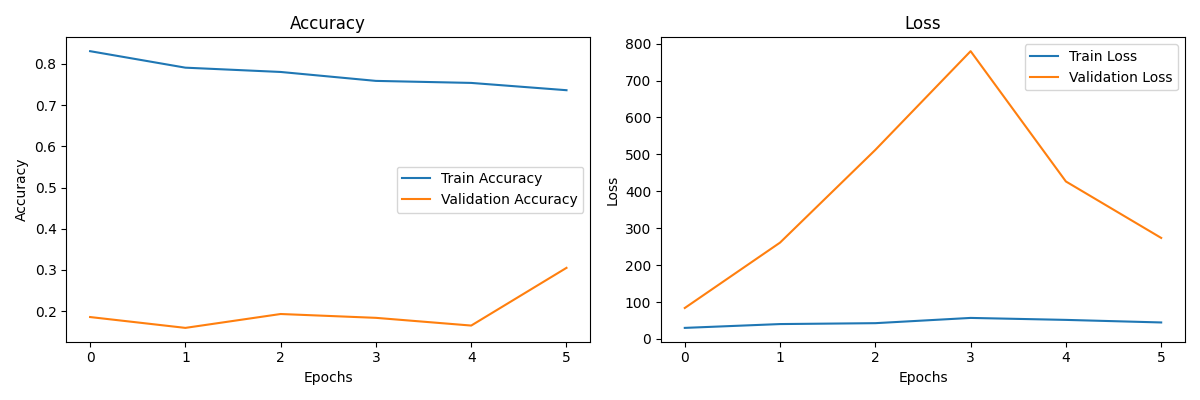 Accuracy
0.8
0.7
0.6
0.5
0.4
0.3
0.2
Accuracy
Train Accuracy
Validation Accuracy
0 1 2 3 4 5
Epochs
Loss
800
700
600
500
400
300
200
100
0
Loss
Train Loss
Validation Loss
0 1 2 3 4 5
Epochs